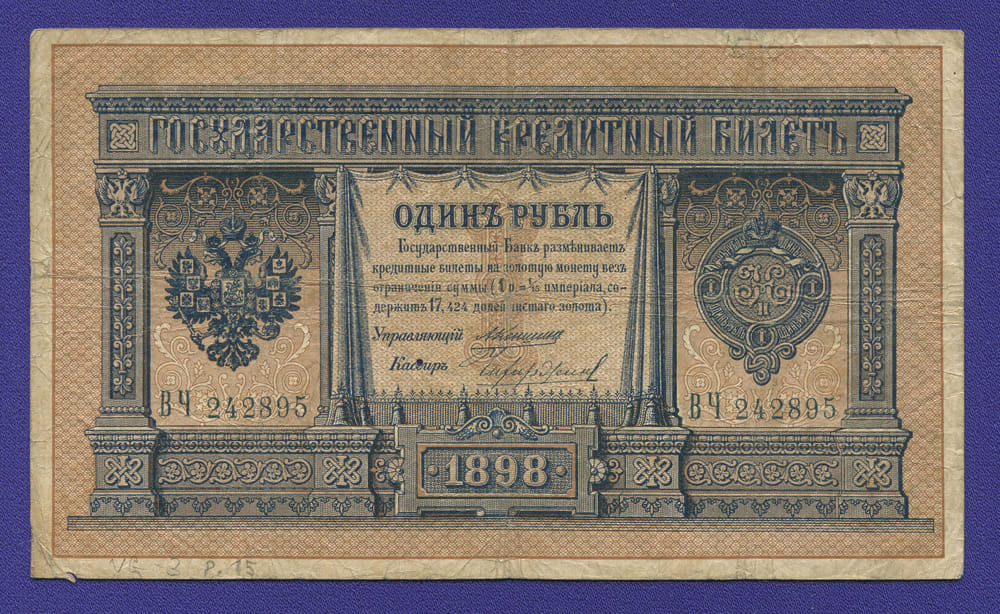 ГОСУДАРСТВЕННЫЙ КРЕДИТНЫЙ БИЛЕТЪ
ОДИНЪ РУБЛЬ
Государственный Банкъ размѣниваетъ
кредитные билеты на золотую монету безъ
ограниченія суммы (1 р.= 1/15 имперіала, со-
держитъ 17,424 долей чистаго золота).
Управляющій
Кассиръ
ВЧ 242895
ВЧ 242895
1898